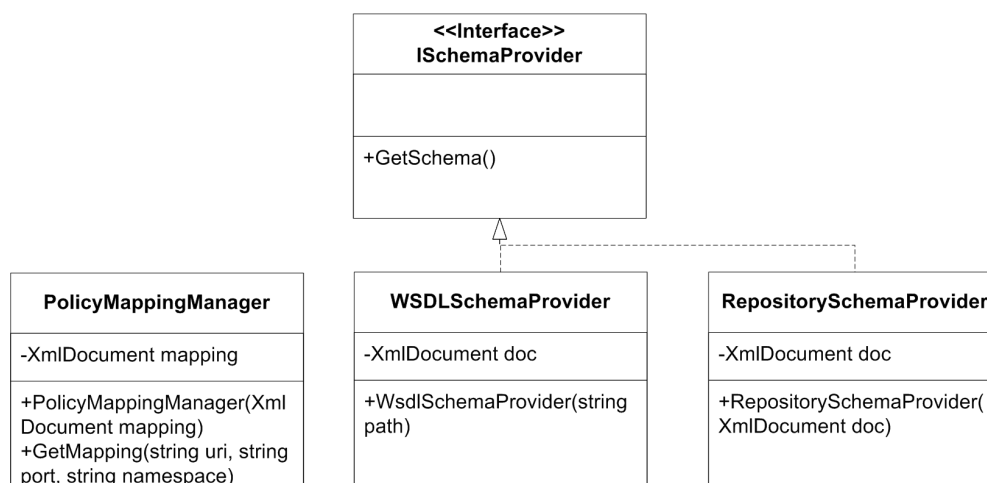 <<Interface>>
ISchemaProvider
+GetSchema()
PolicyMappingManager
-XmlDocument mapping
+PolicyMappingManager(Xml
Document mapping)
+GetMapping(string uri, string
port, string namespace)
WSDLSchemaProvider
-XmlDocument doc
+WsdlSchemaProvider(string
path)
RepositorySchemaProvider
-XmlDocument doc
+RepositorySchemaProvider(
XmlDocument doc)